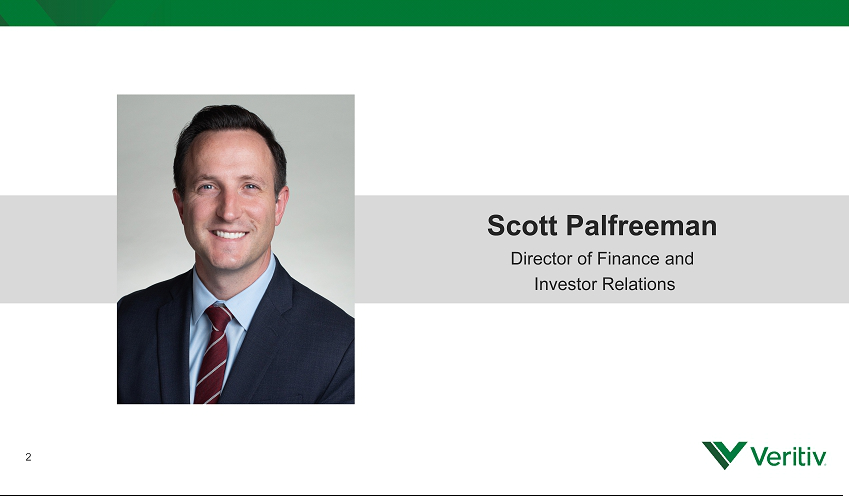 Scott Palfreeman
Director of Finance and
Investor Relations
2
Veritiv